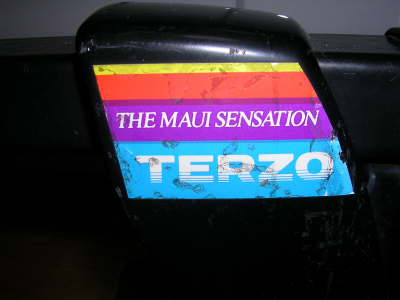 THE MAUI SENSATION
TERZO